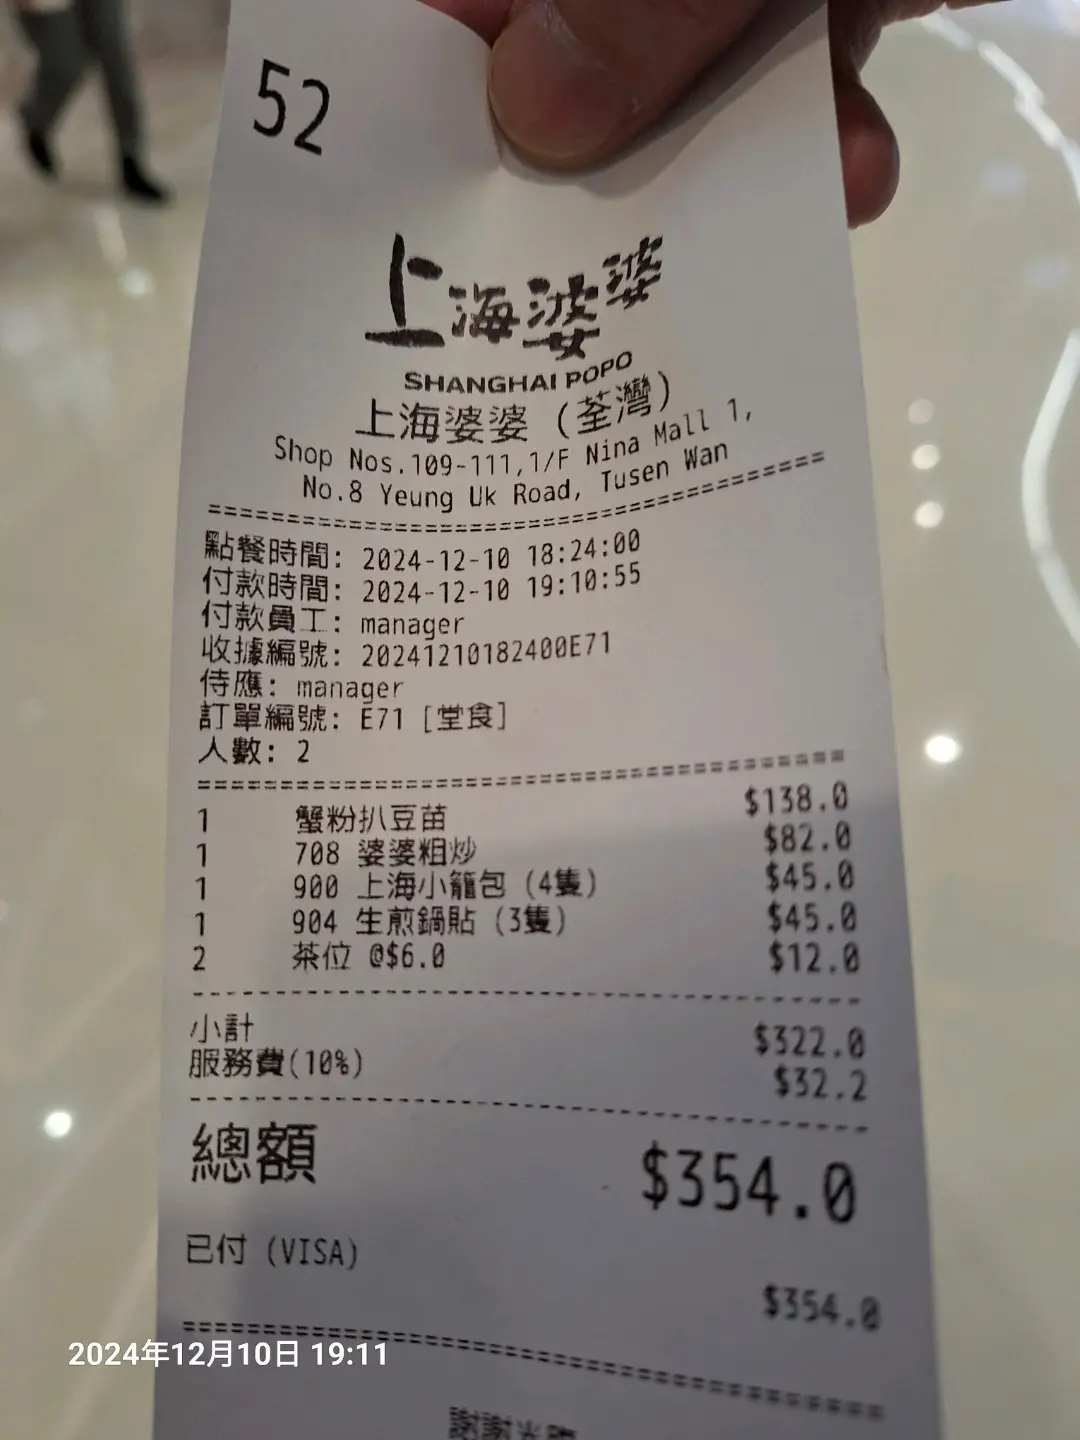 52
上海婆婆
SHANGHAI POPO
上海婆婆 (荃灣)
Shop Nos.109-111,1/F Nina Mall 1,
No.8 Yeung Uk Road, Tusen Wan
點餐時間: 2024-12-10 18:24:00
付款時間: 2024-12-10 19:10:55
付款員工: manager
收據編號: 20241210182400E71
侍應: manager
訂單編號: E71 [堂食]
人數: 2
1 蟹粉扒豆苗 $138.0
1 708 婆婆粗炒 $82.0
1 900 上海小籠包 (4隻) $45.0
1 904 生煎鍋貼 (3隻) $45.0
2 茶位 @$6.0 $12.0
小計 $322.0
服務費(10%) $32.2
總額 $354.0
已付 (VISA)
$354.0
謝謝光臨
2024年12月10日 19:11